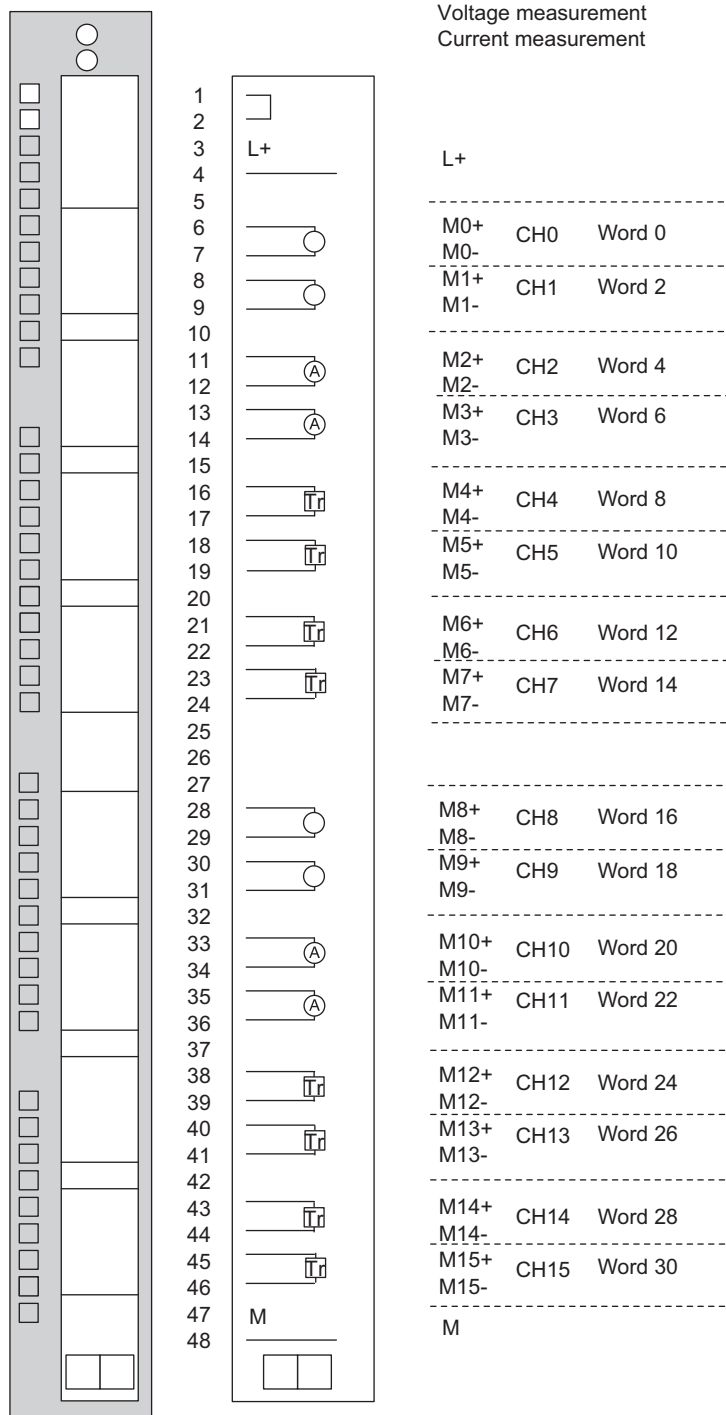 Voltage measurement
Current measurement
1
2
3 L+ L+
4
5
6 M0+ CH0 Word 0
7 M0-
8 M1+ CH1 Word 2
9 M1-
10
11 A M2+ CH2 Word 4
12 M2-
13 A M3+ CH3 Word 6
14 M3-
15
16 Tr M4+ CH4 Word 8
17 M4-
18 Tr M5+ CH5 Word 10
19 M5-
20
21 Tr M6+ CH6 Word 12
22 M6-
23 Tr M7+ CH7 Word 14
24 M7-
25
26
27
28 M8+ CH8 Word 16
29 M8-
30 M9+ CH9 Word 18
31 M9-
32
33 A M10+ CH10 Word 20
34 M10-
35 A M11+ CH11 Word 22
36 M11-
37
38 Tr M12+ CH12 Word 24
39 M12-
40 Tr M13+ CH13 Word 26
41 M13-
42
43 Tr M14+ CH14 Word 28
44 M14-
45 Tr M15+ CH15 Word 30
46 M15-
47 M M
48